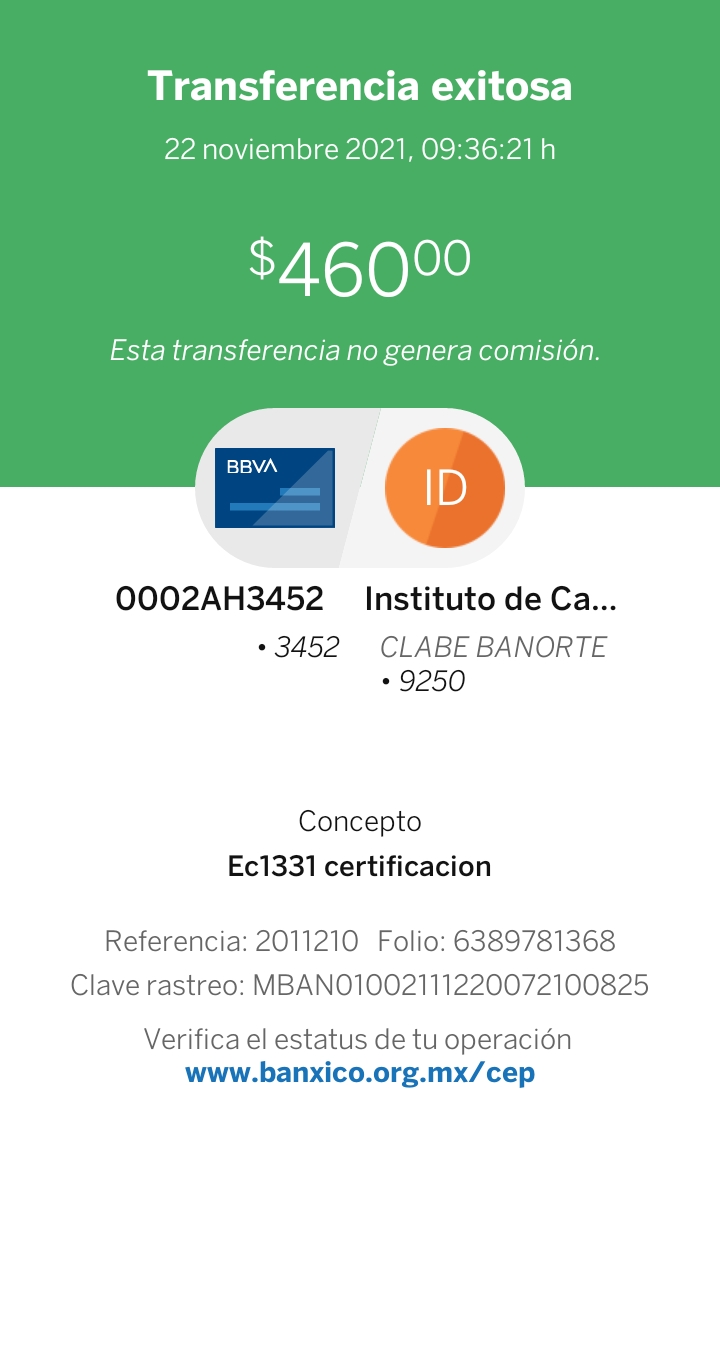 Transferencia exitosa
22 noviembre 2021, 09:36:21 h
$46000
Esta transferencia no genera comisión.
BBVA
ID
0002AH3452
• 3452
Instituto de Ca...
CLABE BANORTE
• 9250
Concepto
Ec1331 certificacion
Referencia: 2011210 Folio: 6389781368
Clave rastreo: MBAN01002111220072100825
Verifica el estatus de tu operación
www.banxico.org.mx/cep